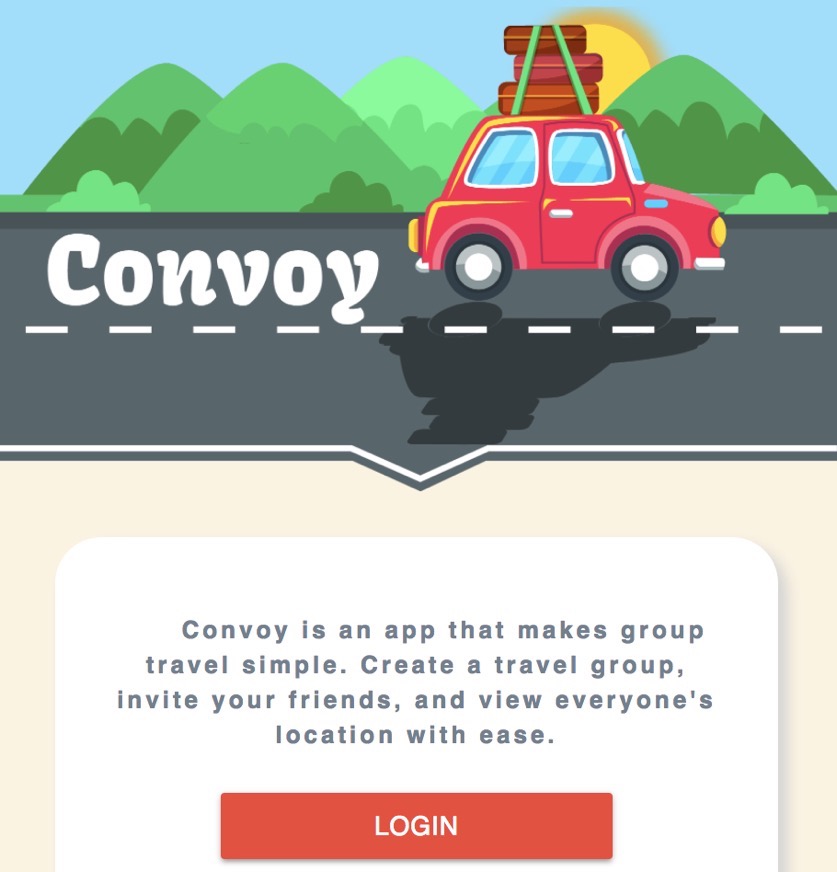 Convoy
Convoy is an app that makes group
travel simple. Create a travel group,
invite your friends, and view everyone's
location with ease.
LOGIN